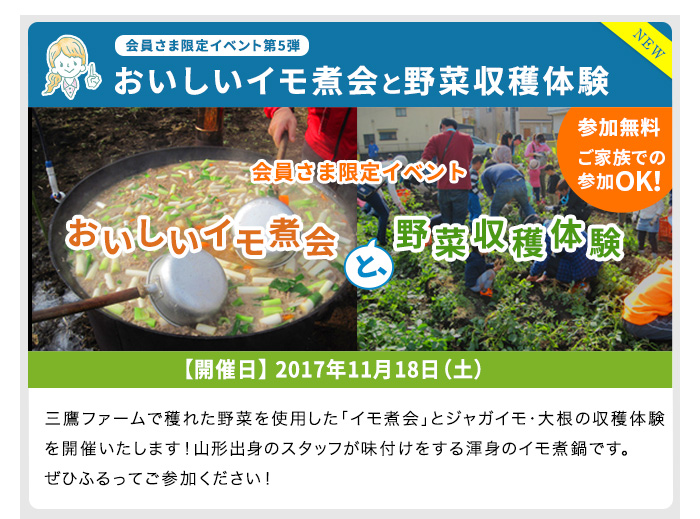 会員さま限定イベント第5弾
NEW
おいしいイモ煮会と野菜収穫体験
参加無料
ご家族での
参加OK!
会員さま限定イベント
おいしいイモ煮会
と、
野菜収穫体験
【開催日】2017年11月18日（土）
三鷹ファームで穫れた野菜を使用した「イモ煮会」とジャガイモ・大根の収穫体験
を開催いたします！山形出身のスタッフが味付けをする渾身のイモ煮鍋です。
ぜひふるってご参加ください！